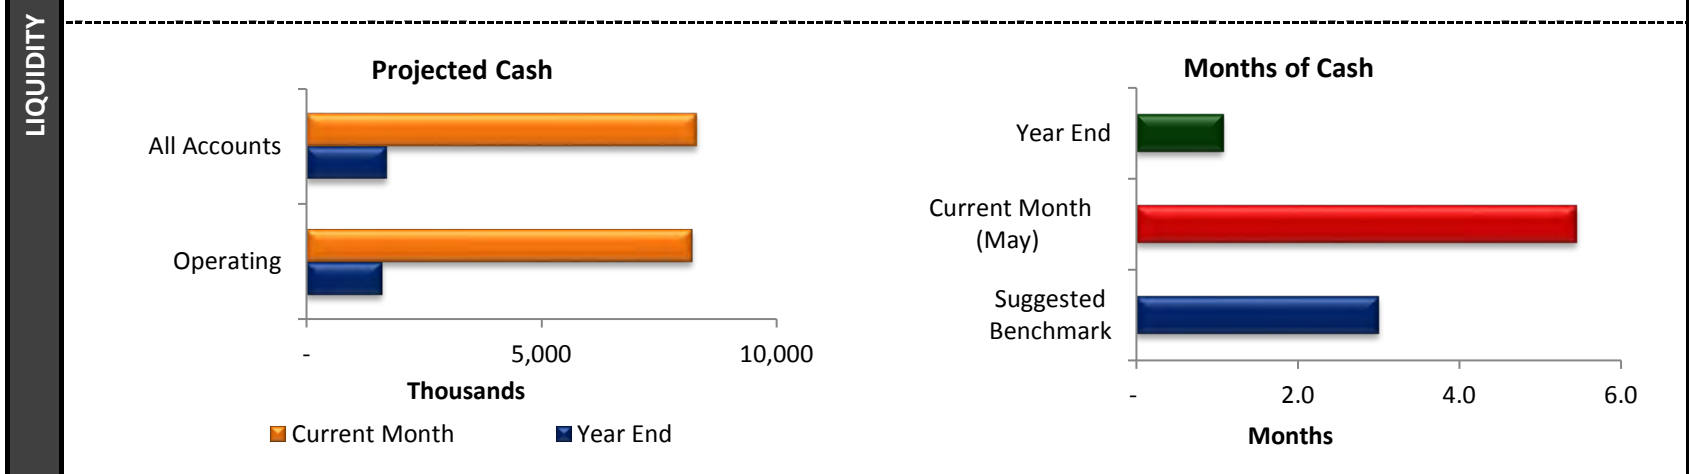 LIQUIDITY
Projected Cash
All Accounts
Operating
-
5,000
10,000
Thousands
Current Month
Year End
Months of Cash
Year End
Current Month
(May)
Suggested
Benchmark
-
2.0
4.0
6.0
Months